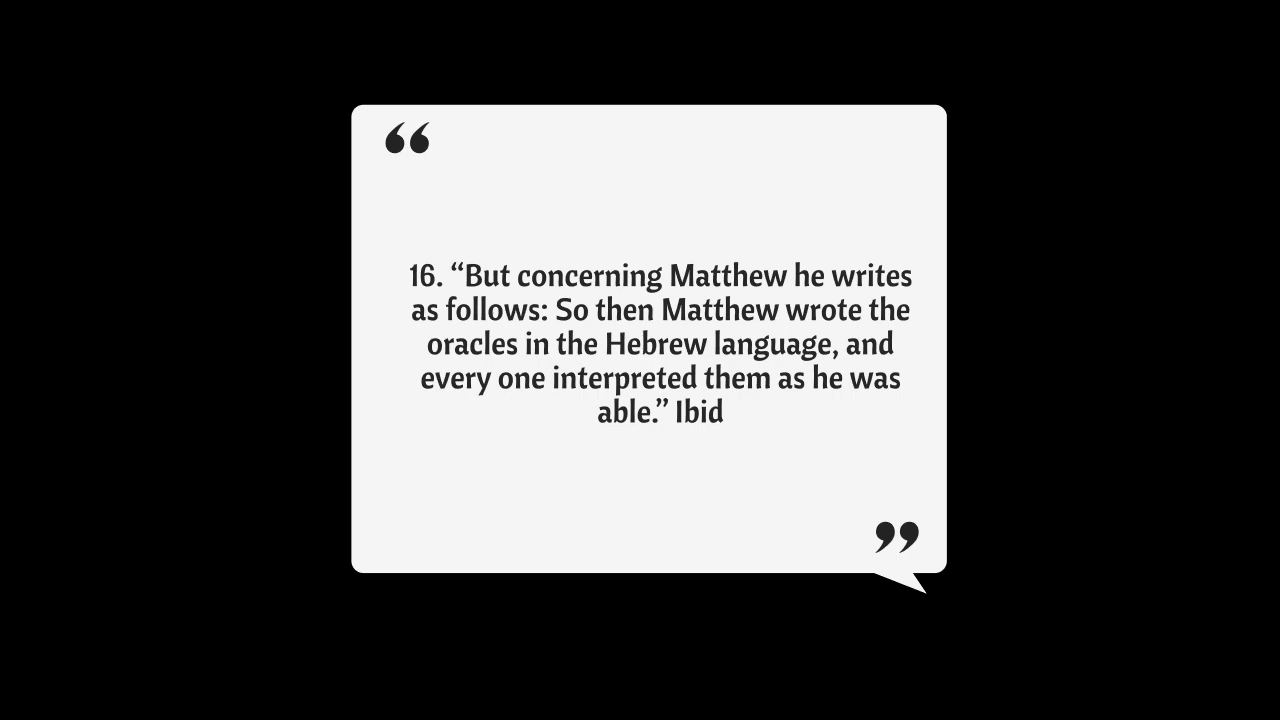 “
16. “But concerning Matthew he writes
as follows: So then Matthew wrote the
oracles in the Hebrew language, and
every one interpreted them as he was
able.” Ibid
”